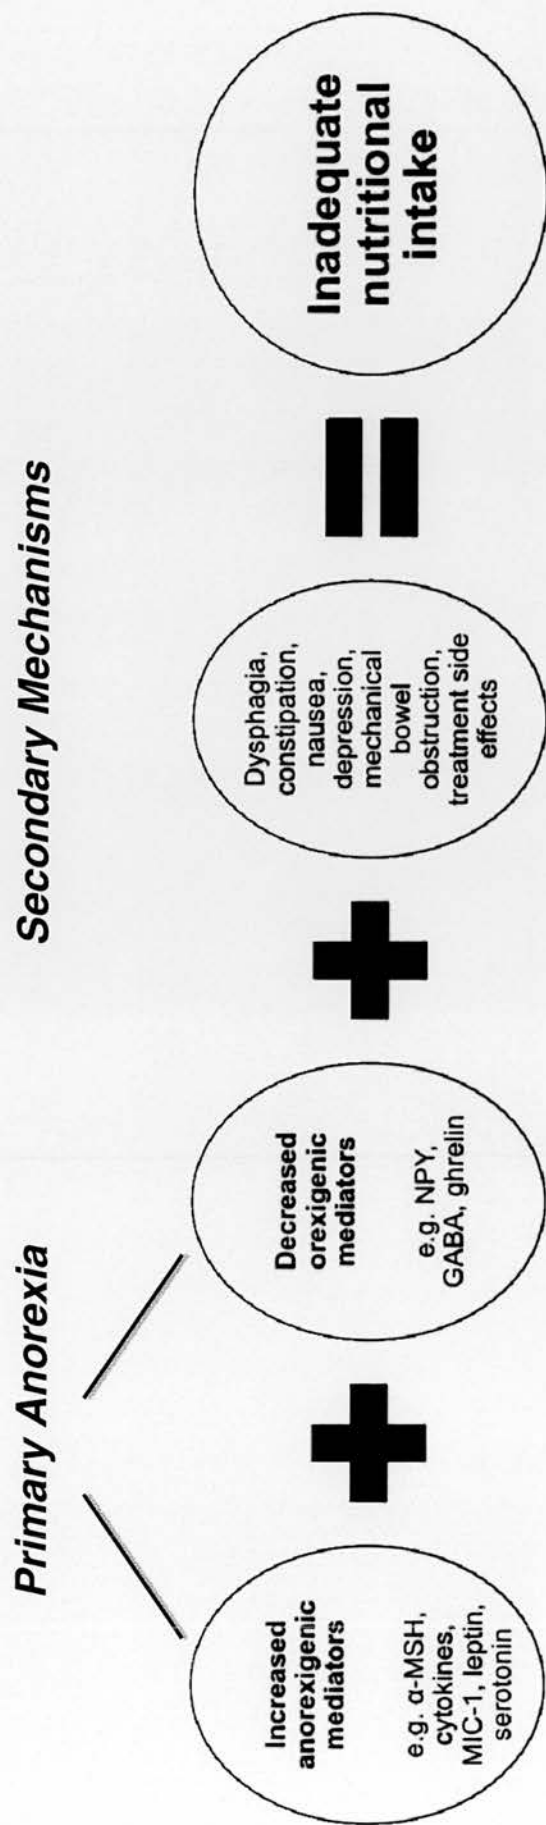 Primary Anorexia
Secondary Mechanisms
Increased
anorexigenic
mediators
e.g. α-MSH,
cytokines,
MIC-1, leptin,
serotonin
Decreased
orexigenic
mediators
e.g. NPY,
GABA, ghrelin
Dysphagia,
constipation,
nausea,
depression,
mechanical
bowel
obstruction,
treatment side
effects
Inadequate
nutritional
intake